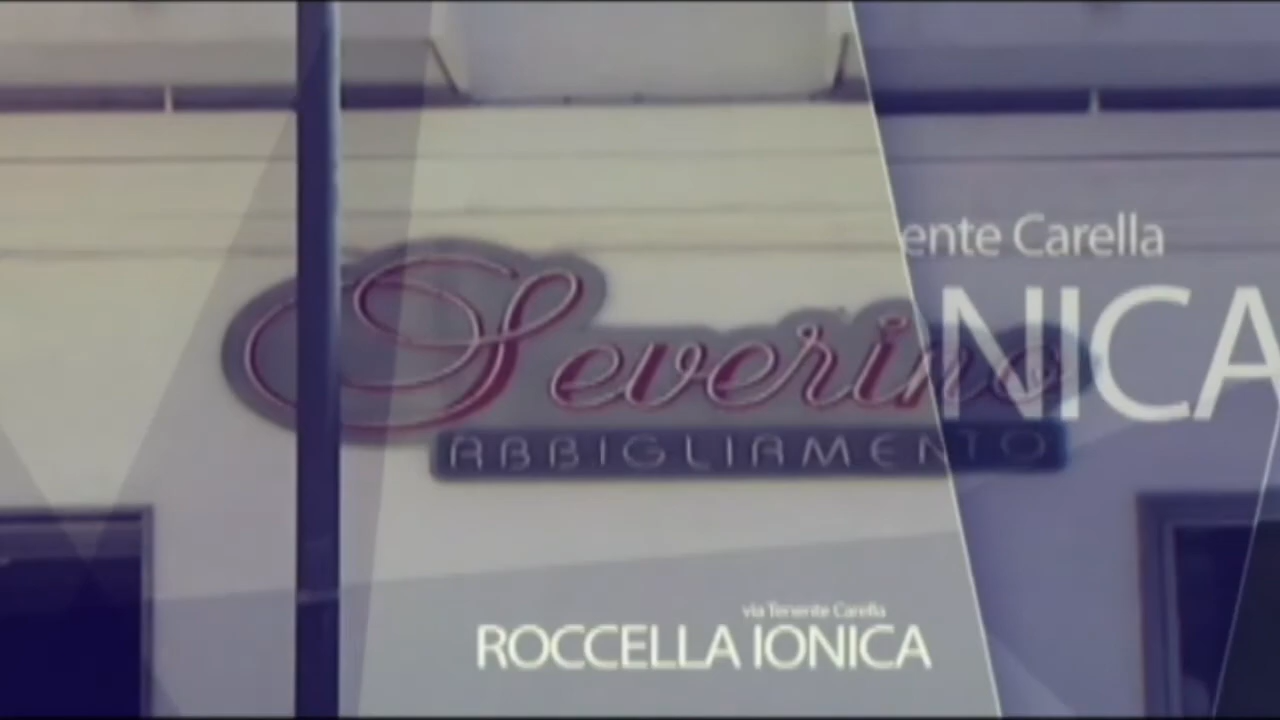 ente Carella
NICA
Severino
ABBIGLIAMENTO
via Tenente Carella
ROCCELLA IONICA